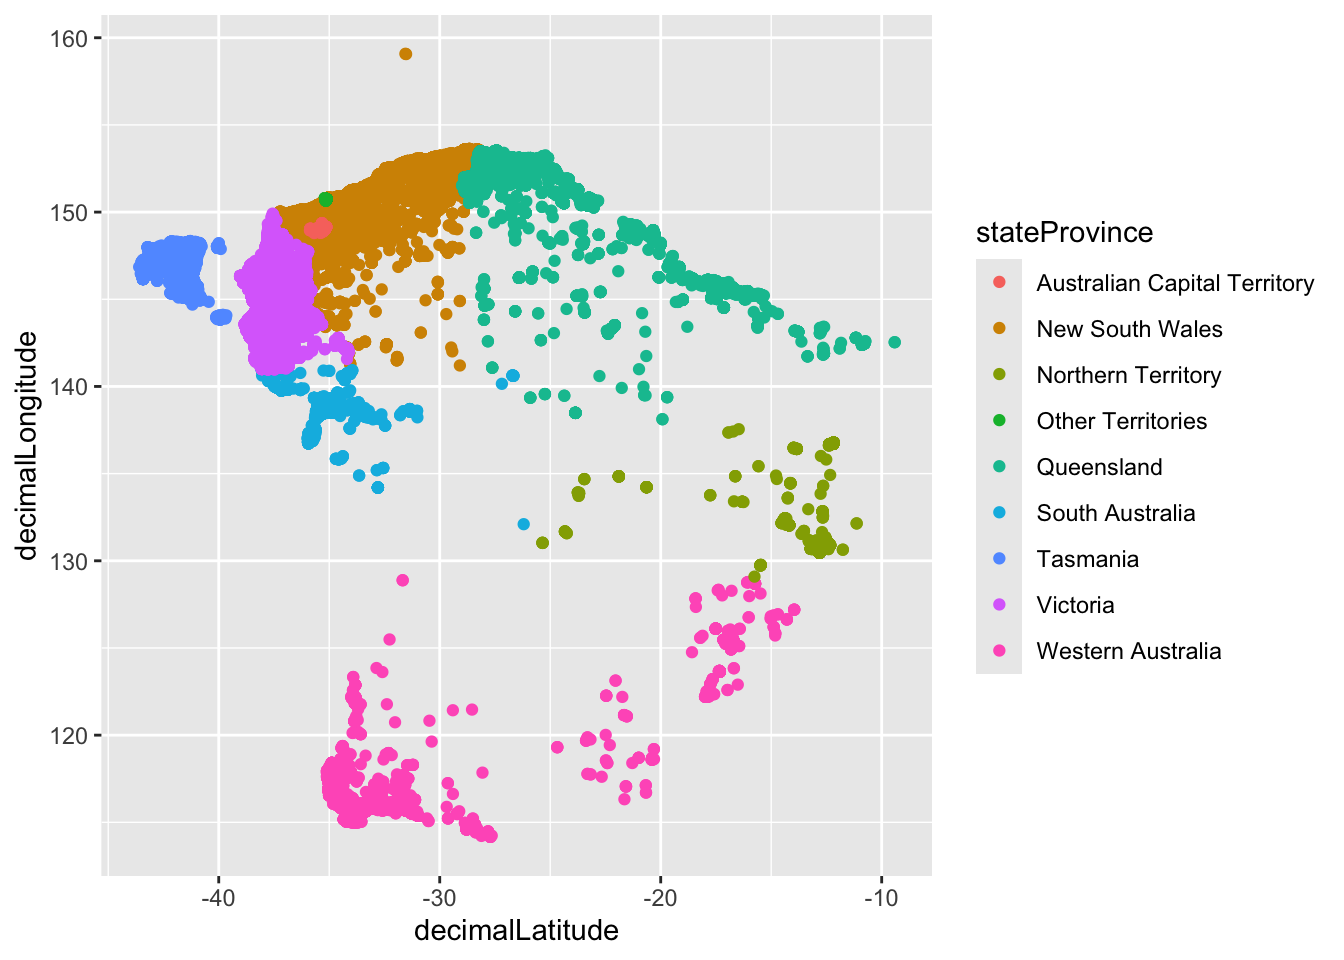 160
150
140
130
120
decimalLongitude
-40
-30
-20
-10
decimalLatitude
stateProvince
Australian Capital Territory
New South Wales
Northern Territory
Other Territories
Queensland
South Australia
Tasmania
Victoria
Western Australia